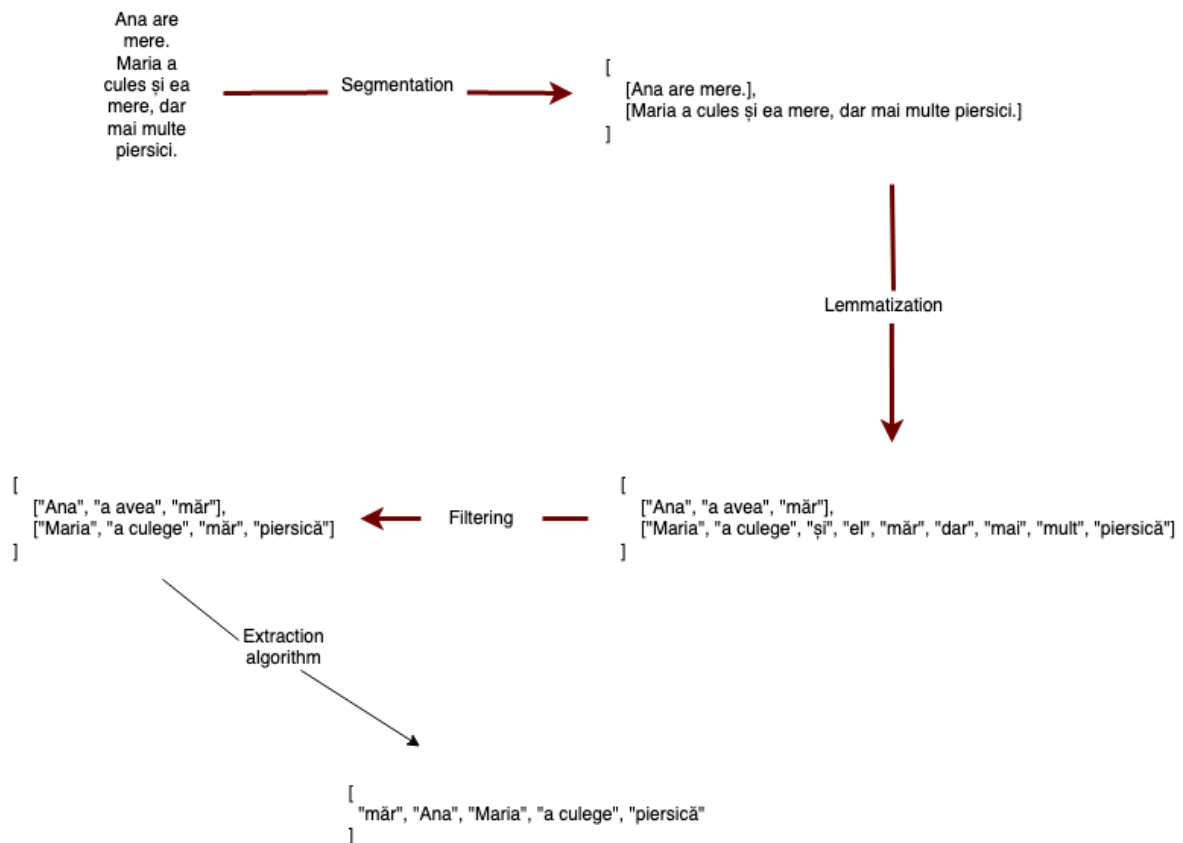 Ana are
mere.
Maria a
cules și ea
mere, dar
mai multe
piersici.
Segmentation
[
[Ana are mere.],
[Maria a cules și ea mere, dar mai multe piersici.]
]
Lemmatization
[
["Ana", "a avea", "măr"],
["Maria", "a culege", "și", "el", "măr", "dar", "mai", "mult", "piersică"]
]
Filtering
[
["Ana", "a avea", "măr"],
["Maria", "a culege", "măr", "piersică"]
]
Extraction
algorithm
[
"măr", "Ana", "Maria", "a culege", "piersică"
]